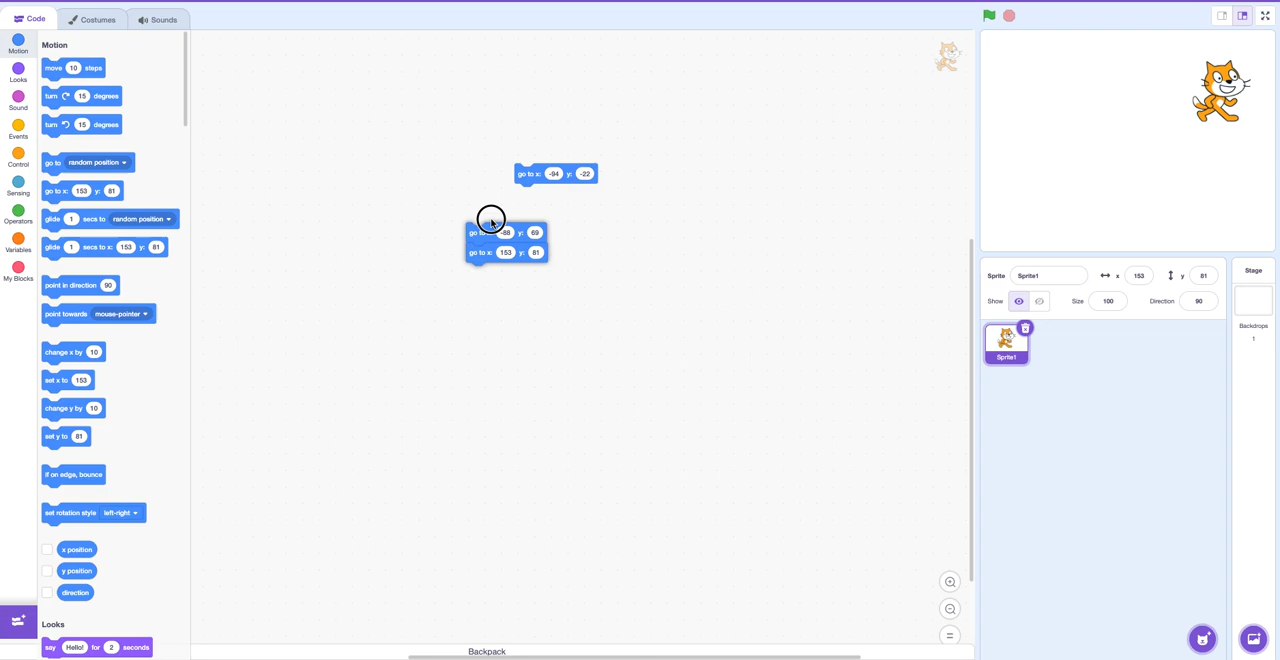 Code
Costumes
Sounds
Motion
Looks
Sound
Events
Control
Sensing
Operators
Variables
My Blocks
Motion
move 10 steps
turn 15 degrees
turn 15 degrees
go to random position
go to x: 153 y: 81
glide 1 secs to random position
glide 1 secs to x: 153 y: 81
point in direction 90
point towards mouse-pointer
change x by 10
set x to 153
change y by 10
set y to 81
if on edge, bounce
set rotation style left-right
x position
y position
direction
Looks
say Hello! for 2 seconds
go to x: -94 y: -22
go to -88 y: 69
go to x: 153 y: 81
Backpack
Sprite Sprite1 x 153 y 81
Show Size 100 Direction 90
Sprite1
Stage
Backdrops
1